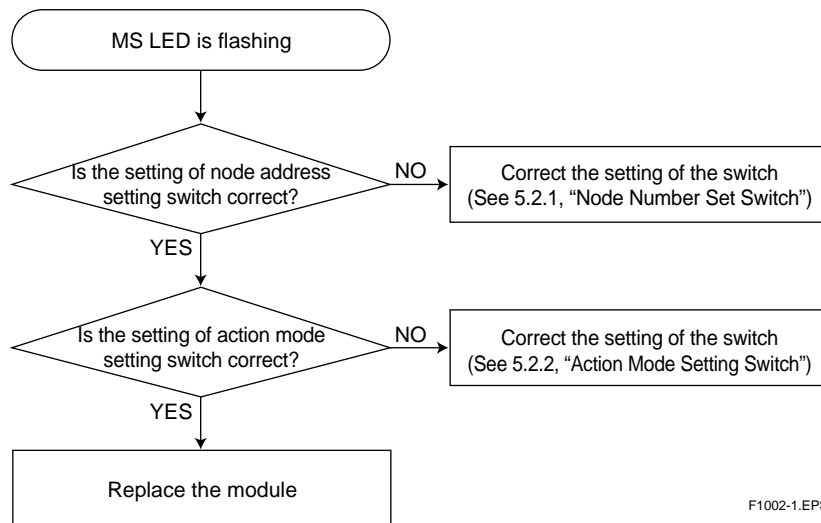 MS LED is flashing
Is the setting of node address
setting switch correct?
NO
Correct the setting of the switch
(See 5.2.1, “Node Number Set Switch”)
YES
Is the setting of action mode
setting switch correct?
NO
Correct the setting of the switch
(See 5.2.2, “Action Mode Setting Switch”)
YES
Replace the module
F1002-1.EPS